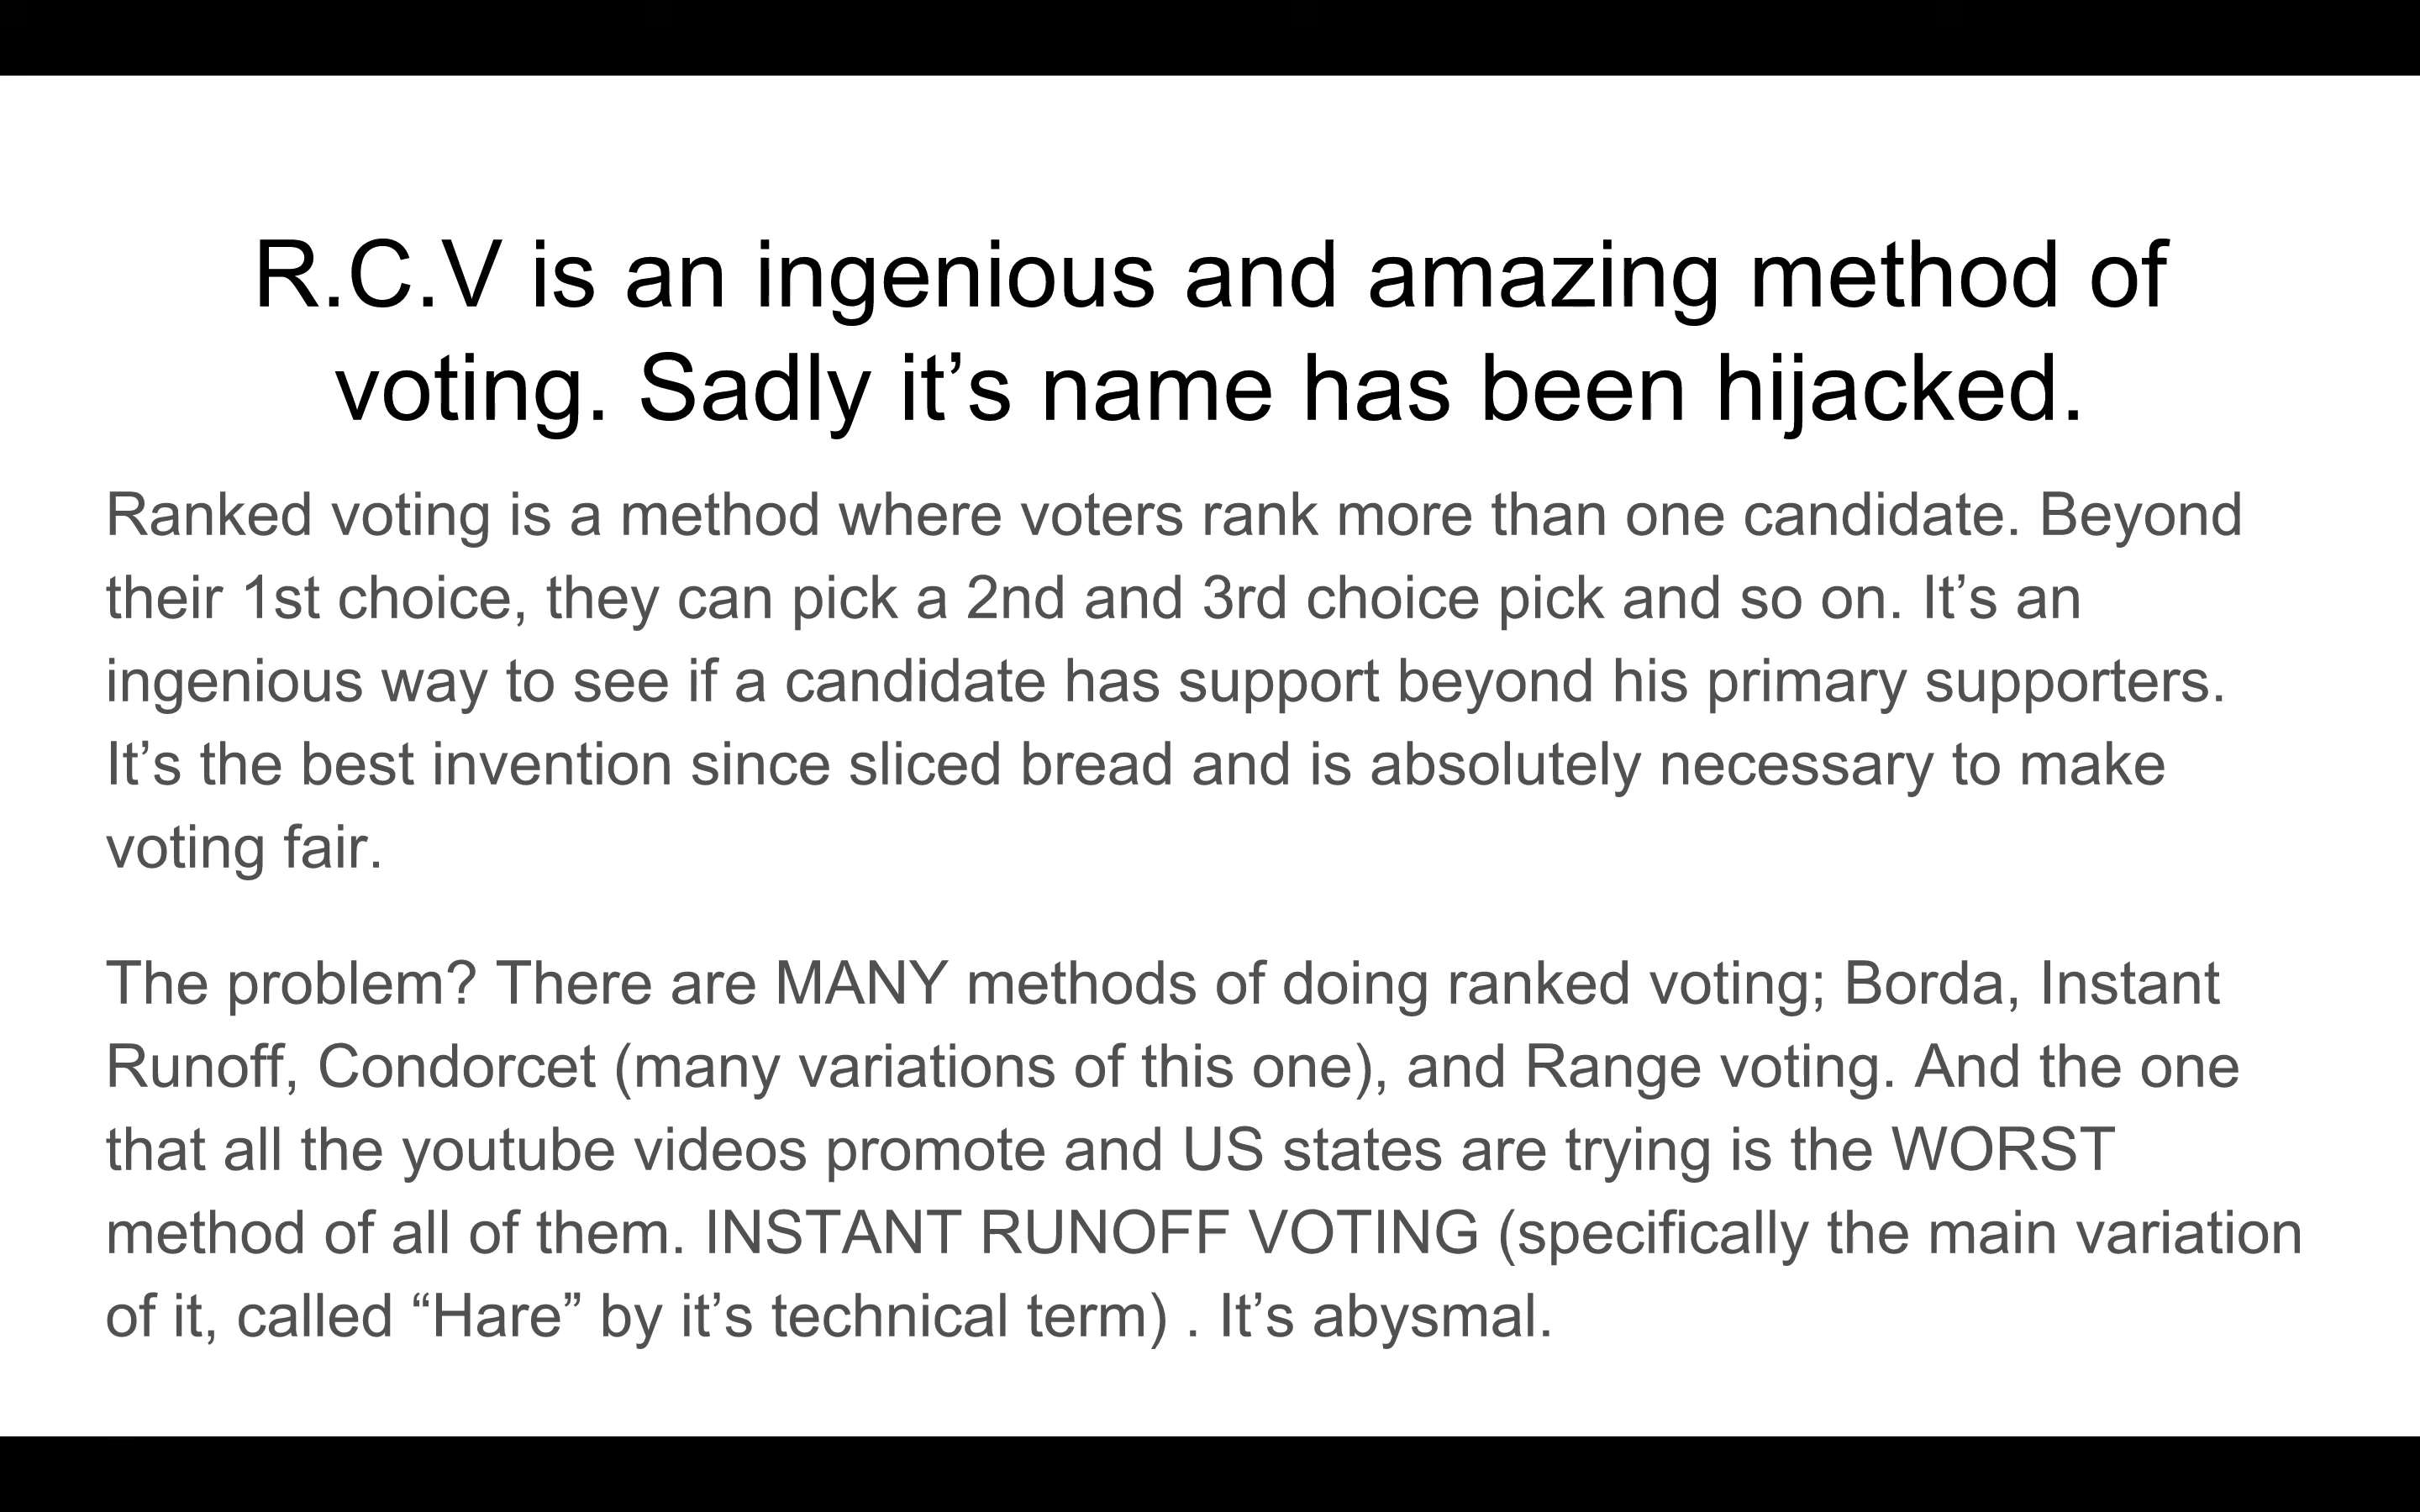 R.C.V is an ingenious and amazing method of
voting. Sadly it’s name has been hijacked.
Ranked voting is a method where voters rank more than one candidate. Beyond
their 1st choice, they can pick a 2nd and 3rd choice pick and so on. It’s an
ingenious way to see if a candidate has support beyond his primary supporters.
It’s the best invention since sliced bread and is absolutely necessary to make
voting fair.
The problem? There are MANY methods of doing ranked voting; Borda, Instant
Runoff, Condorcet (many variations of this one), and Range voting. And the one
that all the youtube videos promote and US states are trying is the WORST
method of all of them. INSTANT RUNOFF VOTING (specifically the main variation
of it, called “Hare” by it’s technical term) . It’s abysmal.